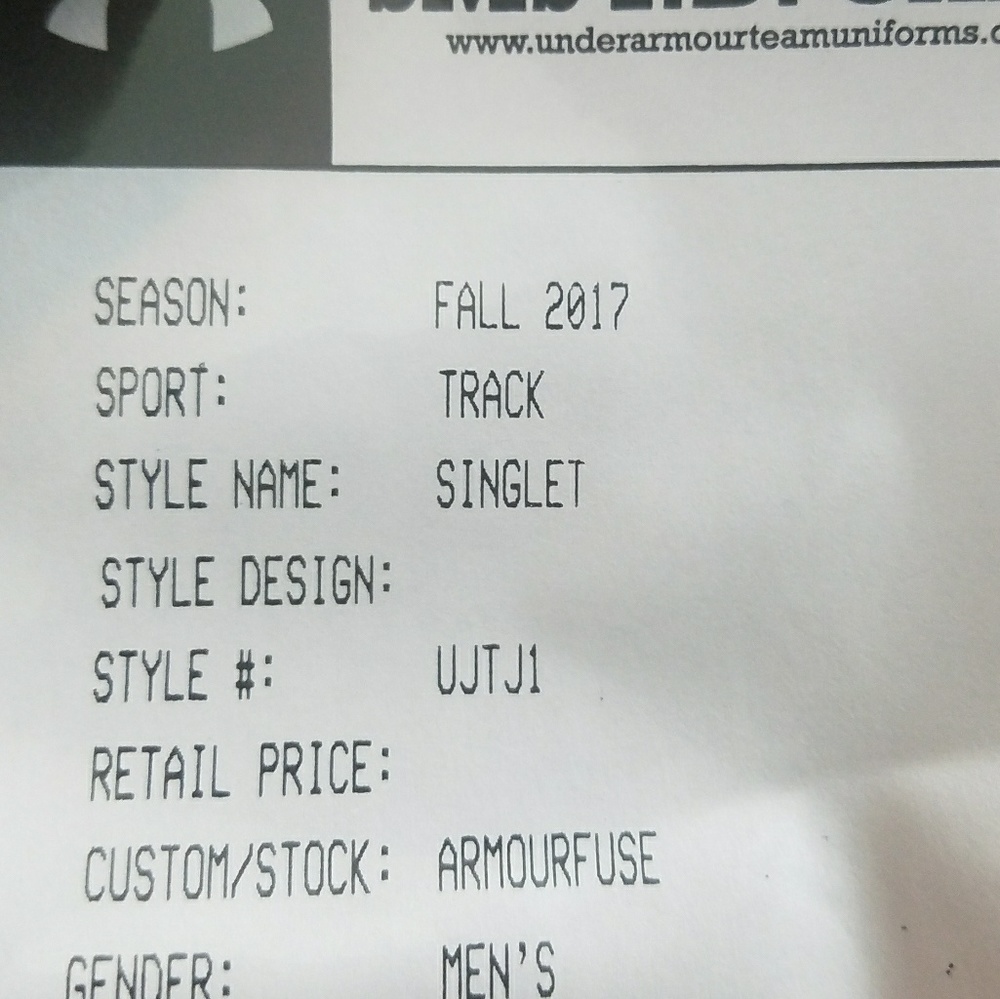 www.underarmourteamuniforms.c
SEASON: FALL 2017
SPORT: TRACK
STYLE NAME: SINGLET
STYLE DESIGN:
STYLE #: UJTJ1
RETAIL PRICE:
CUSTOM/STOCK: ARMOURFUSE
GENDER: MEN'S